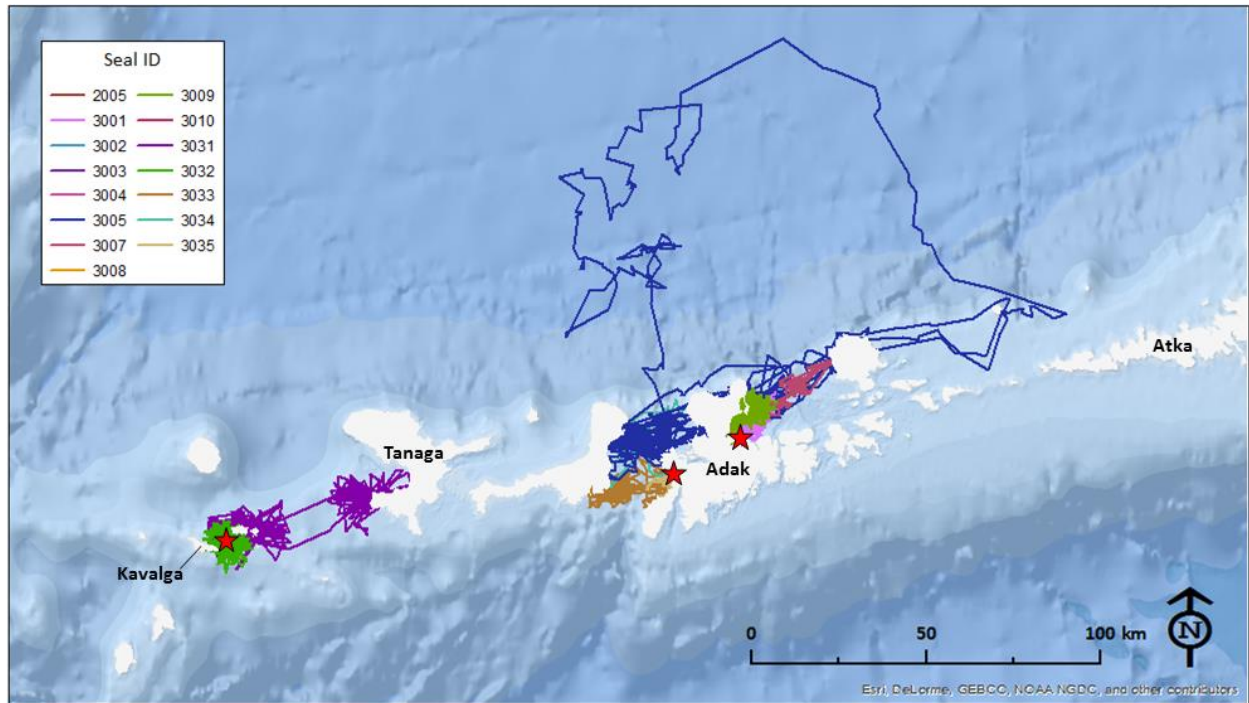 Seal ID
2005 3009
3001 3010
3002 3031
3003 3032
3004 3033
3005 3034
3007 3035
3008
Atka
Tanaga
Adak
Kavalga
0 50 100 km
N
Esri, DeLorme, GEBCO, NOAA NGDC, and other contributors